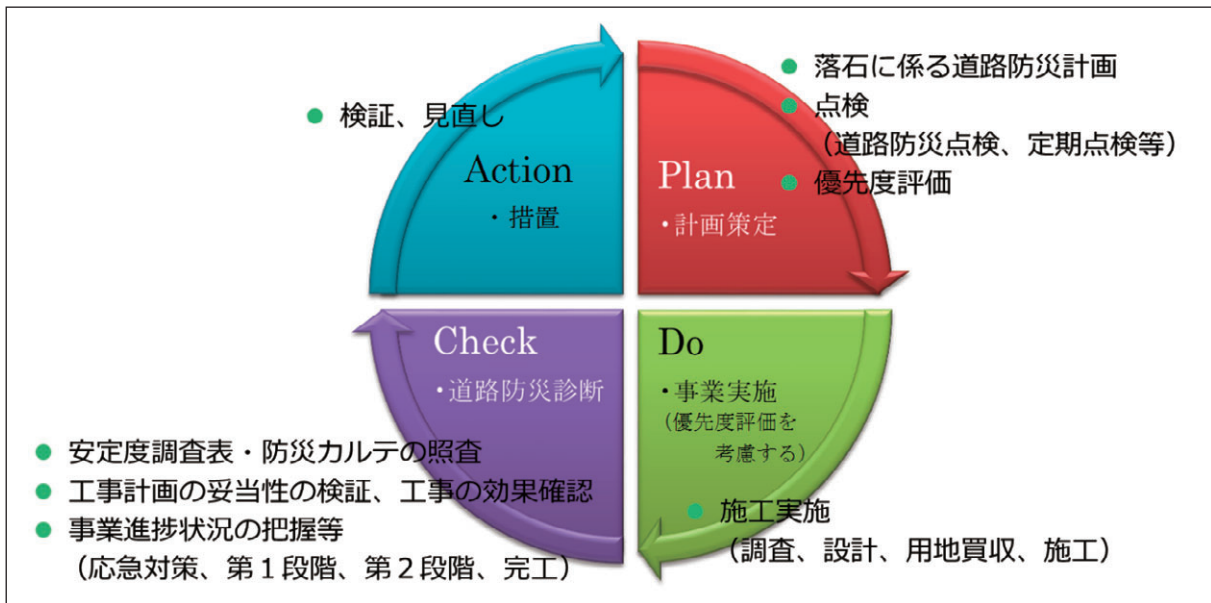 Plan
・計画策定
● 落石に係る道路防災計画
● 点検
（道路防災点検、定期点検等）
● 優先度評価
Do
・事業実施
（優先度評価を
考慮する）
● 施工実施
（調査、設計、用地買収、施工）
Check
・道路防災診断
● 安定度調査表・防災カルテの照査
● 工事計画の妥当性の検証、工事の効果確認
● 事業進捗状況の把握等
（応急対策、第１段階、第２段階、完工）
Action
・措置
● 検証、見直し